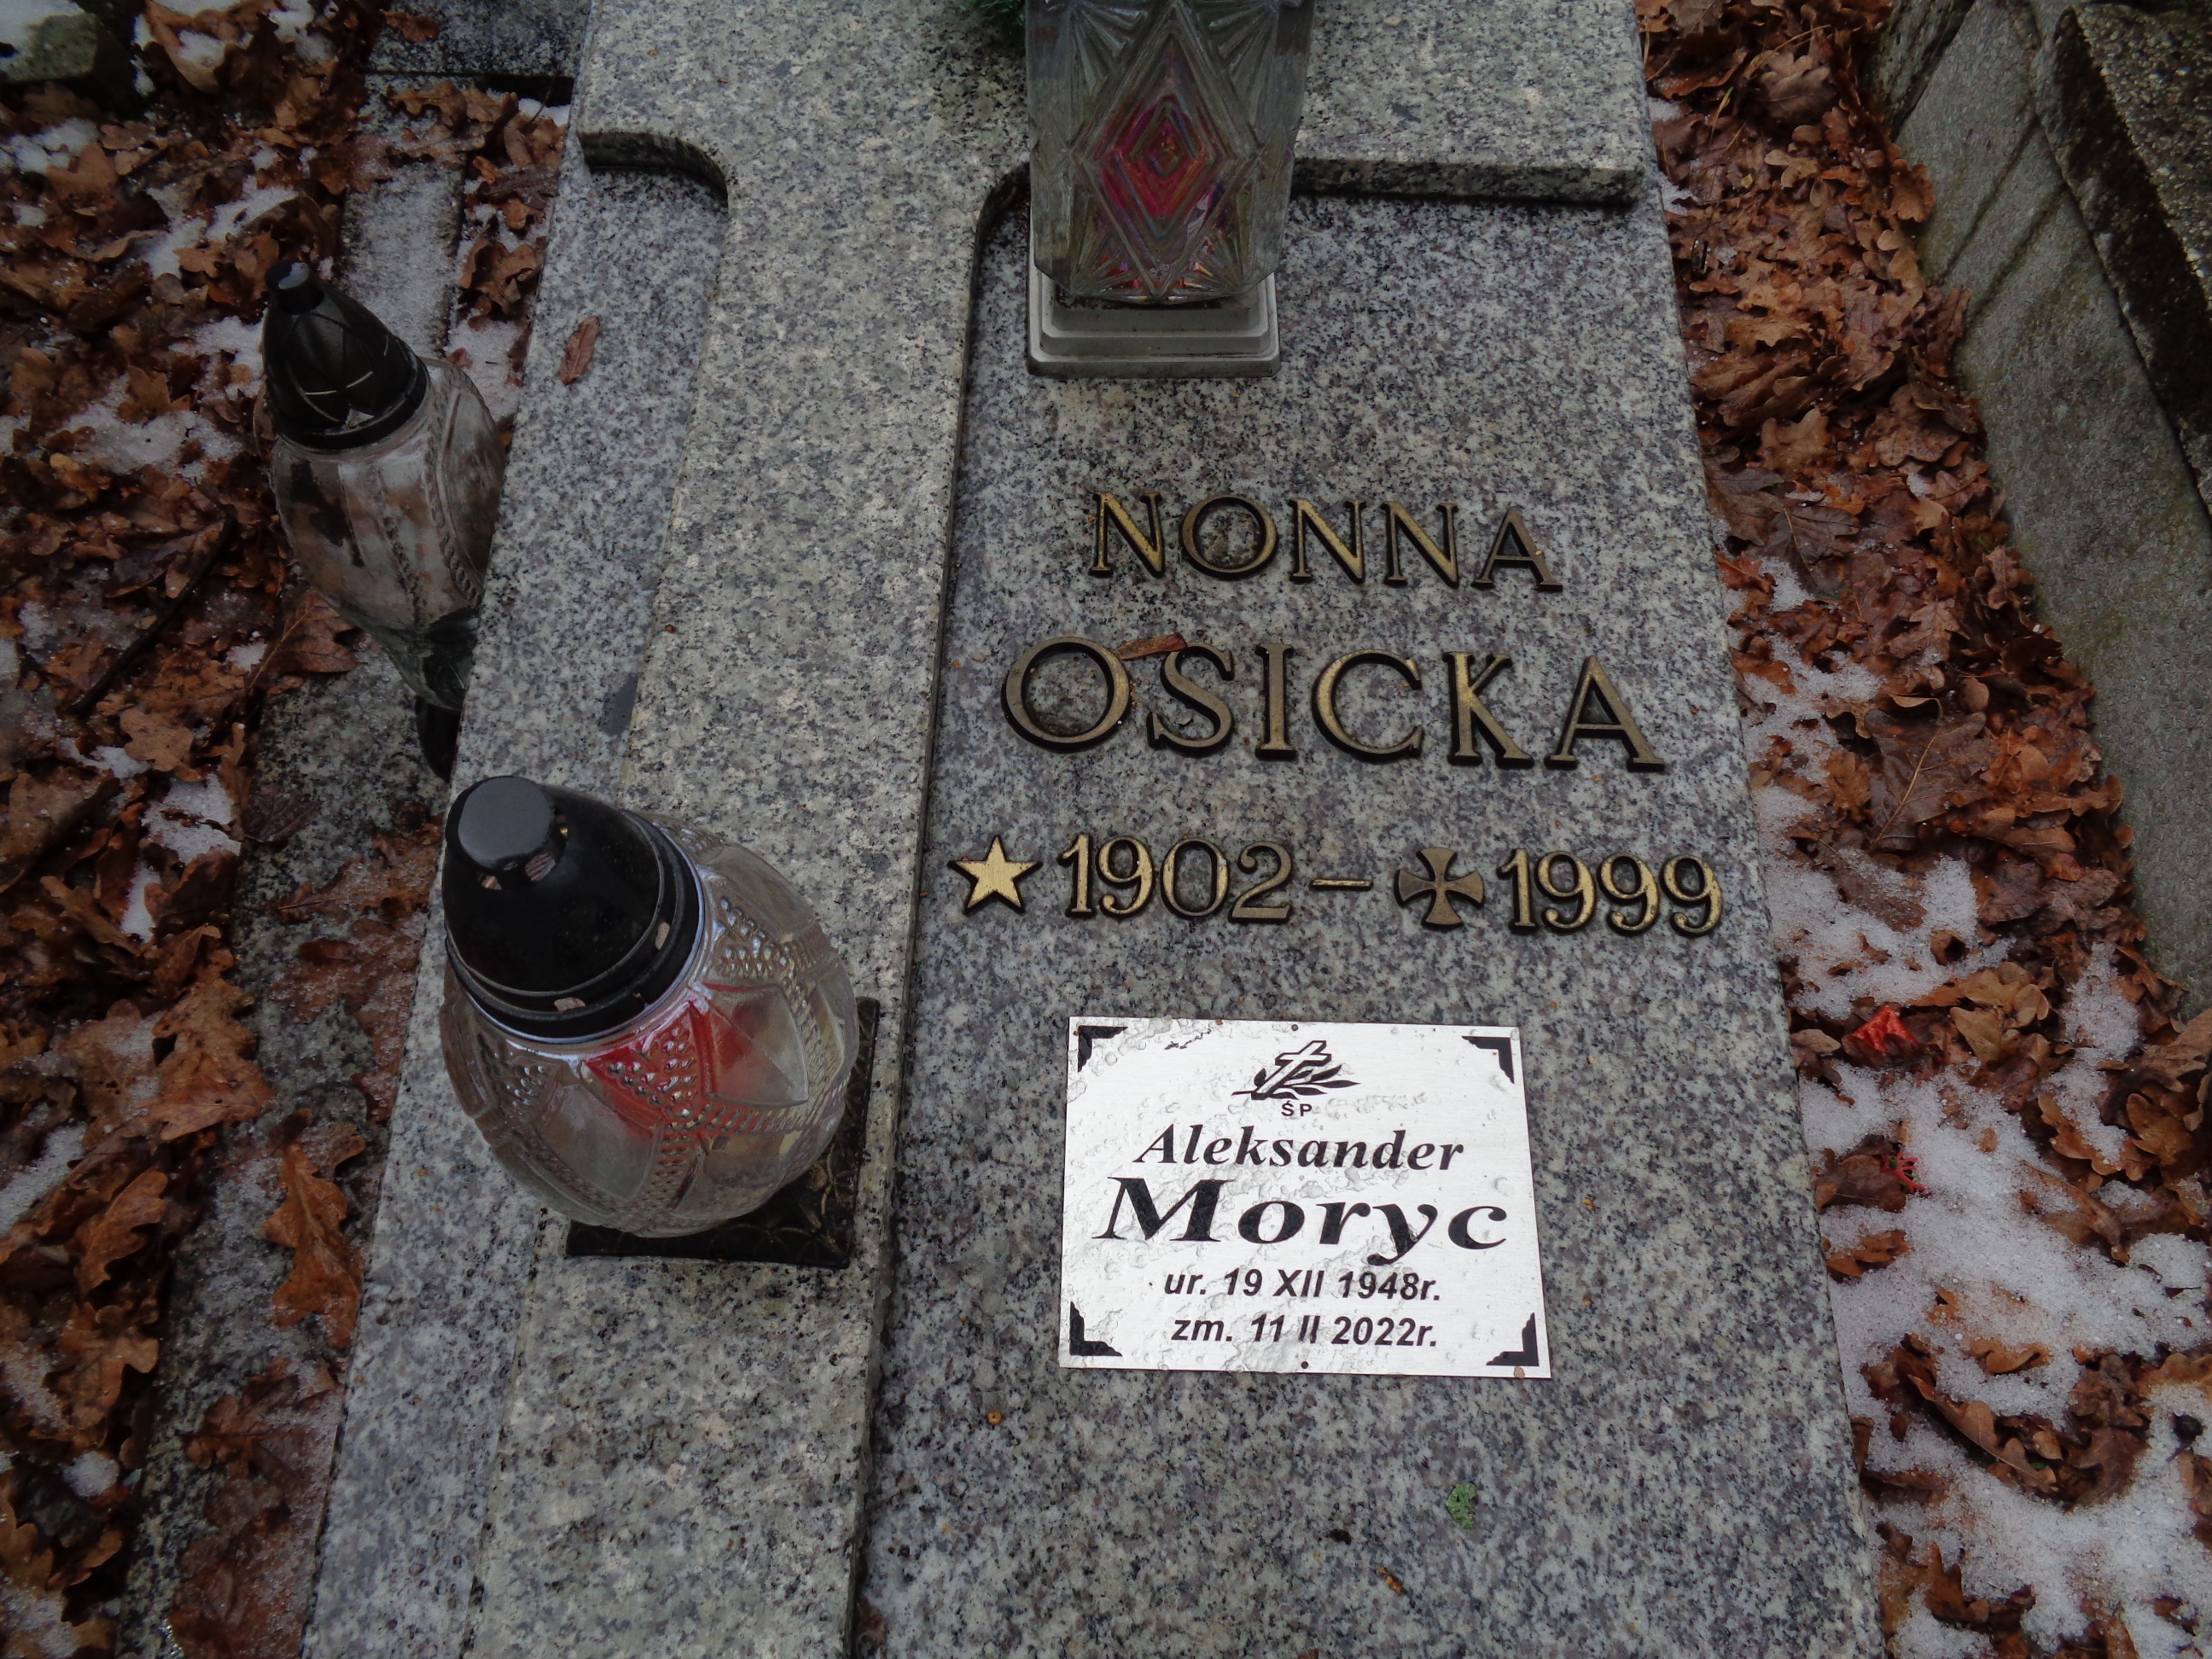 NONNA
OSICKA
1902 – 1999
ŚP
Aleksander
Moryc
ur. 19 XII 1948r.
zm. 11 II 2022r.